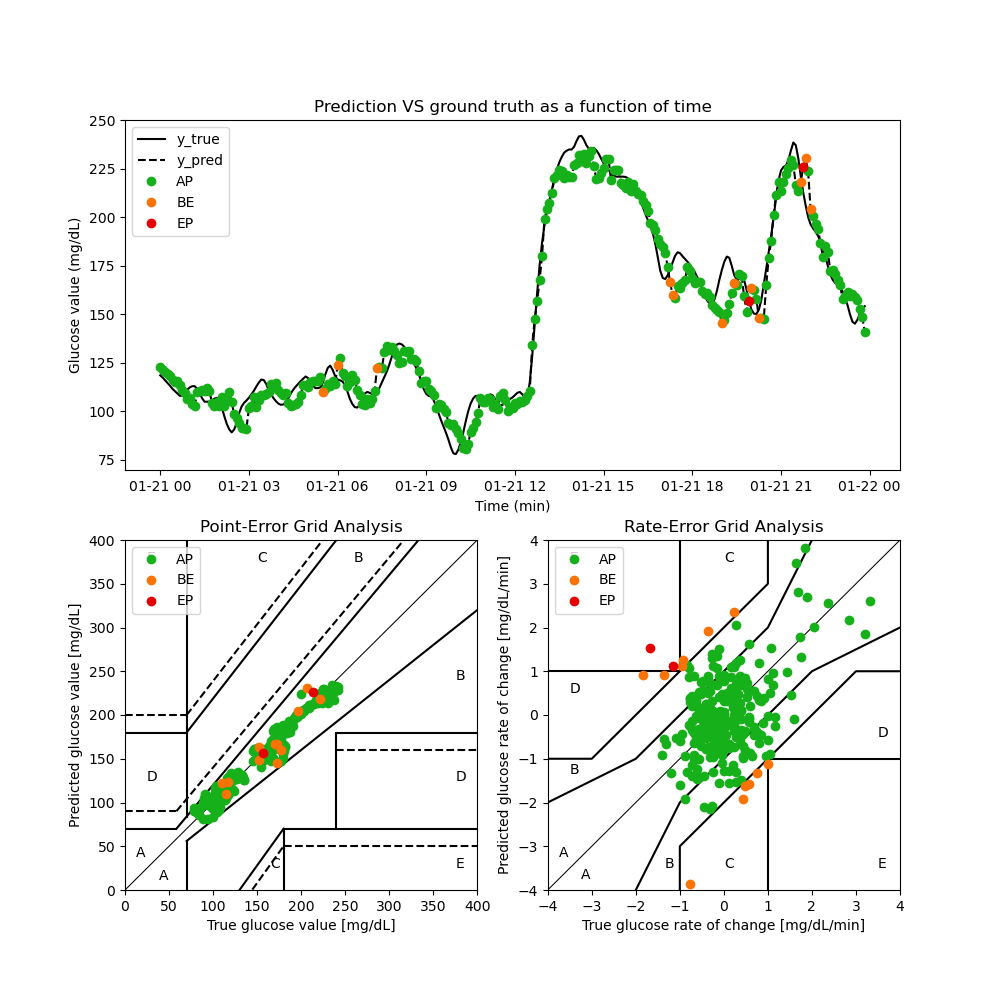 Prediction VS ground truth as a function of time
Glucose value (mg/dL)
250
225
200
175
150
125
100
75
y_true
y_pred
AP
BE
EP
01-21 00 01-21 03 01-21 06 01-21 09 01-21 12 01-21 15 01-21 18 01-21 21 01-22 00
Time (min)
Point-Error Grid Analysis
Predicted glucose value [mg/dL]
400
350
300
250
200
150
100
50
0
AP
BE
EP
C
B
B
D
D
A
A
C
E
0 50 100 150 200 250 300 350 400
True glucose value [mg/dL]
Rate-Error Grid Analysis
Predicted glucose rate of change [mg/dL/min]
4
3
2
1
0
−1
−2
−3
−4
AP
BE
EP
C
D
D
B
A
A
B
C
E
−4 −3 −2 −1 0 1 2 3 4
True glucose rate of change [mg/dL/min]